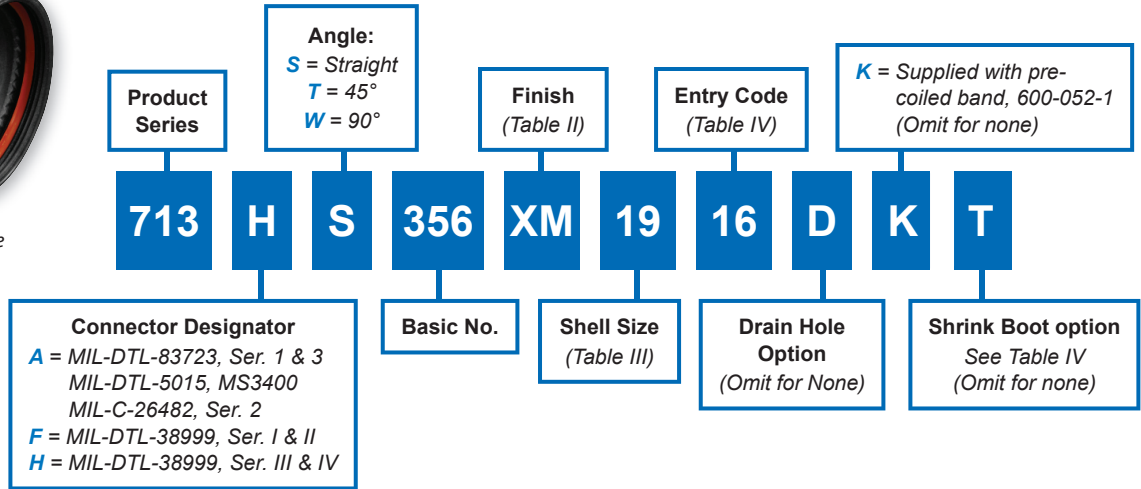 Angle:
S = Straight
T = 45°
W = 90°
Product
Series
Finish
(Table II)
Entry Code
(Table IV)
K = Supplied with pre-
coiled band, 600-052-1
(Omit for none)
713 H S 356 XM 19 16 D K T
Connector Designator
A = MIL-DTL-83723, Ser. 1 & 3
MIL-DTL-5015, MS3400
MIL-C-26482, Ser. 2
F = MIL-DTL-38999, Ser. I & II
H = MIL-DTL-38999, Ser. III & IV
Basic No.
Shell Size
(Table III)
Drain Hole
Option
(Omit for None)
Shrink Boot option
See Table IV
(Omit for none)